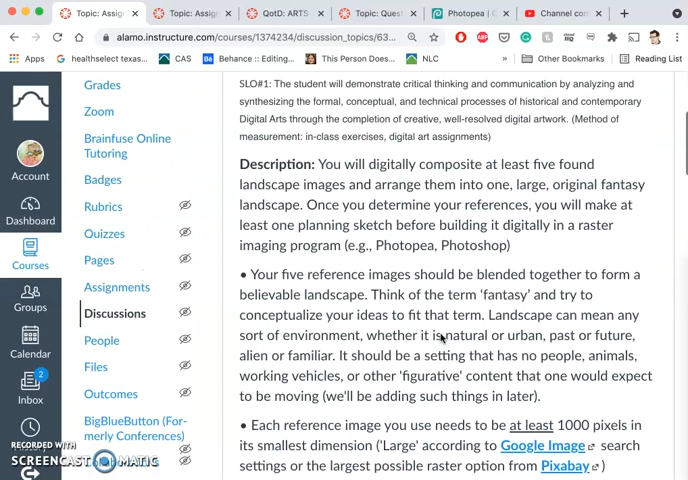 Topic: Assig
Topic: Assig
QotD: ARTS-
Topic: Quest
Photopea | O
Channel con
alamo.instructure.com/courses/1374234/discussion_topics/63...
Apps
healthselect texas...
CAS
Behance :: Editing...
This Person Does...
NLC
»
Other Bookmarks
Reading List
Account
Dashboard
Courses
Groups
Calendar
2
Inbox
History
Grades
Zoom
Brainfuse Online
Tutoring
Badges
Rubrics
Quizzes
Pages
Assignments
Discussions
People
Files
Outcomes
BigBlueButton (For-
merly Conferences)
SLO#1: The student will demonstrate critical thinking and communication by analyzing and
synthesizing the formal, conceptual, and technical processes of historical and contemporary
Digital Arts through the completion of creative, well-resolved digital artwork. (Method of
measurement: in-class exercises, digital art assignments)
Description: You will digitally composite at least five found
landscape images and arrange them into one, large, original fantasy
landscape. Once you determine your references, you will make at
least one planning sketch before building it digitally in a raster
imaging program (e.g., Photopea, Photoshop)
• Your five reference images should be blended together to form a
believable landscape. Think of the term 'fantasy' and try to
conceptualize your ideas to fit that term. Landscape can mean any
sort of environment, whether it is natural or urban, past or future,
alien or familiar. It should be a setting that has no people, animals,
working vehicles, or other 'figurative' content that one would expect
to be moving (we'll be adding such things in later).
• Each reference image you use needs to be at least 1000 pixels in
its smallest dimension ('Large' according to Google Image search
settings or the largest possible raster option from Pixabay )
RECORDED WITH
SCREENCAST MATIC